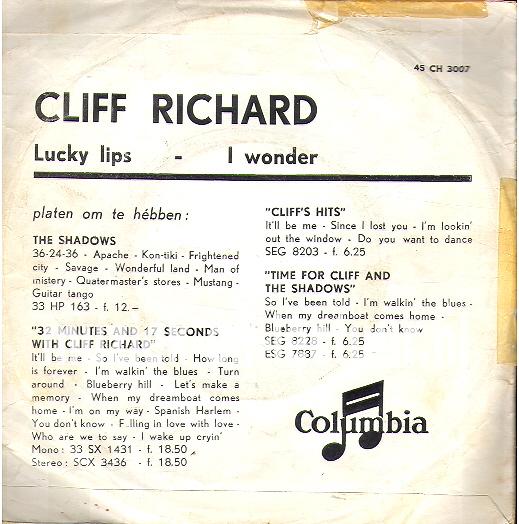 45 CH 3007
CLIFF RICHARD
Lucky lips - I wonder
platen om te hébben:
THE SHADOWS
36-24-36 - Apache - Kon-tiki - Frightened
city - Savage - Wonderful land - Man of
mistery - Quatermaster's stores - Mustang -
Guitar tango
33 HP 163 - f. 12.—
"32 MINUTES AND 17 SECONDS
WITH CLIFF RICHARD"
It'll be me - So I've been told - How long
is forever - I'm walkin' the blues - Turn
around - Blueberry hill - Let's make a
memory - When my dreamboat comes
home - I'm on my way - Spanish Harlem -
You don't know - Falling in love with love -
Who are we to say - I wake up cryin'
Mono: 33 SX 1431 - f. 18.50
Stereo: SCX 3436 - f. 18.50
"CLIFF'S HITS"
It'll be me - Since I lost you - I'm lookin'
out the window - Do you want to dance
SEG 8203 - f. 6.25
"TIME FOR CLIFF AND
THE SHADOWS"
So I've been told - I'm walkin' the blues -
When my dreamboat comes home -
Blueberry hill - You don't know
SEG 8228 - f. 6.25
ESG 7887 - f. 6.25
Columbia